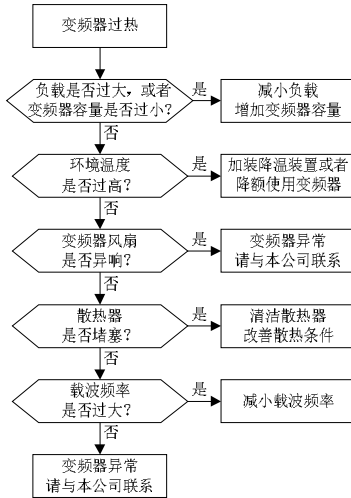 变频器过热
负载是否过大，或者
变频器容量是否过小？
是
减小负载
增加变频器容量
否
环境温度
是否过高？
是
加装降温装置或者
降额使用变频器
否
变频器风扇
是否异响？
是
变频器异常
请与本公司联系
否
散热器
是否堵塞？
是
清洁散热器
改善散热条件
否
载波频率
是否过大？
是
减小载波频率
否
变频器异常
请与本公司联系